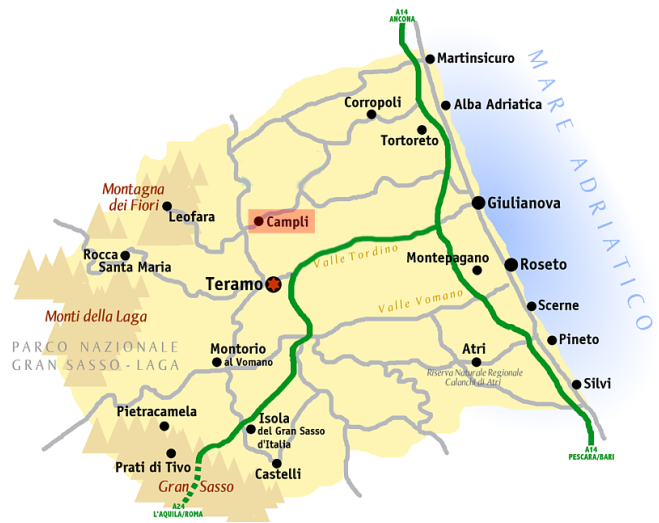 A14
ANCONA
Martinsicuro
Corropoli
Alba Adriatica
Tortoreto
MARE ADRIATICO
Montagna
dei Fiori
Leofara
Campli
Giulianova
Rocca
Santa Maria
Valle Tordino
Montepagano
Roseto
Teramo
Valle Vomano
Scerne
Monti della Laga
Pineto
PARCO NAZIONALE
GRAN SASSO - LAGA
Montorio
al Vomano
Atri
Riserva Naturale Regionale
Calanchi di Atri
Silvi
Pietracamela
Isola
del Gran Sasso
d'Italia
A14
PESCARA/BARI
Prati di Tivo
Castelli
Gran Sasso
A24
L'AQUILA/ROMA